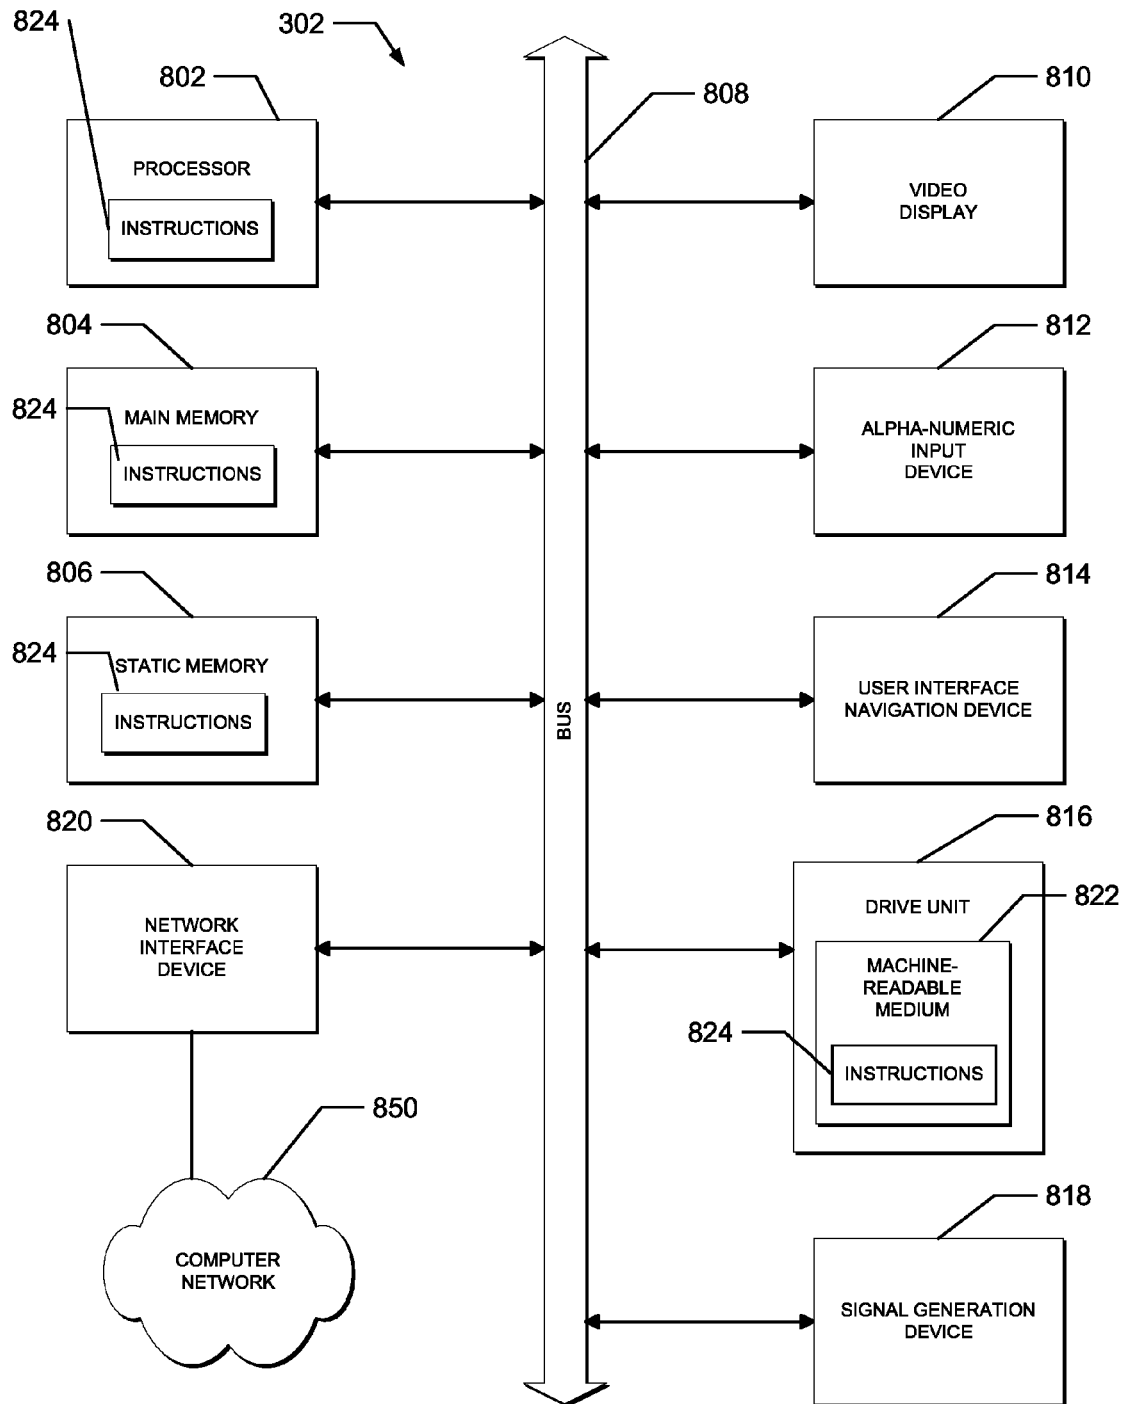 824
302
802
808
810
PROCESSOR
INSTRUCTIONS
VIDEO
DISPLAY
804
812
824
MAIN MEMORY
INSTRUCTIONS
ALPHA-NUMERIC
INPUT
DEVICE
806
814
824
STATIC MEMORY
INSTRUCTIONS
BUS
USER INTERFACE
NAVIGATION DEVICE
820
816
NETWORK
INTERFACE
DEVICE
DRIVE UNIT
822
MACHINE-
READABLE
MEDIUM
824
INSTRUCTIONS
850
COMPUTER
NETWORK
818
SIGNAL GENERATION
DEVICE